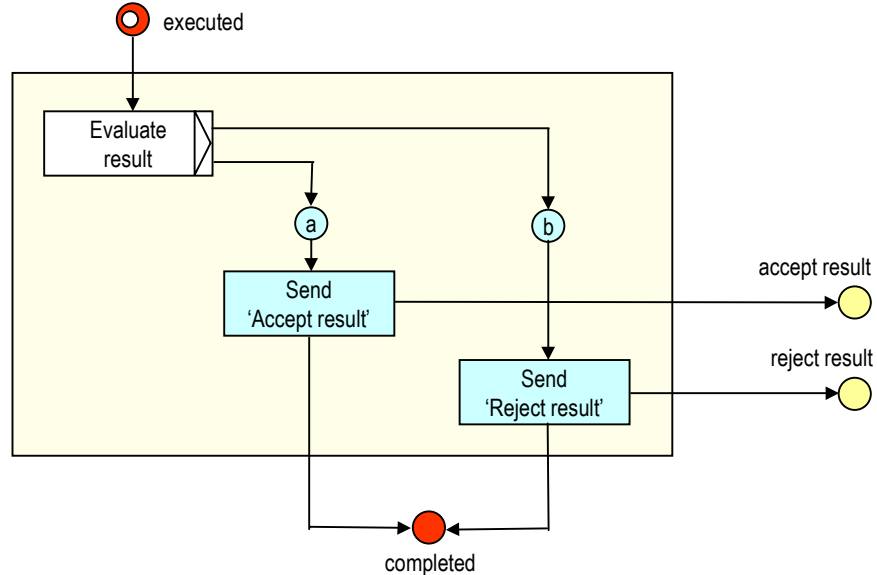 executed
Evaluate
result
a
b
accept result
Send
‘Accept result’
reject result
Send
‘Reject result’
completed